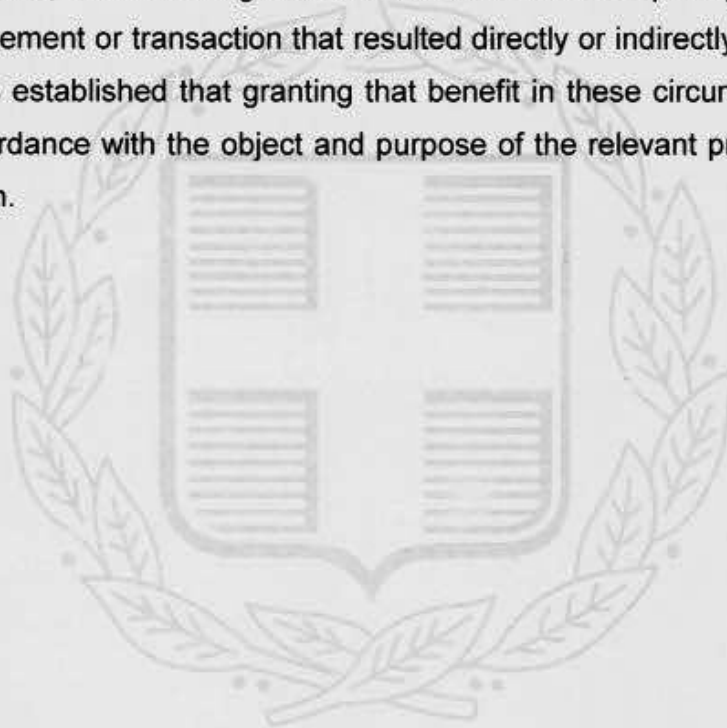 ement or transaction that resulted directly or indirectly
established that granting that benefit in these circur
rdance with the object and purpose of the relevant p
n.